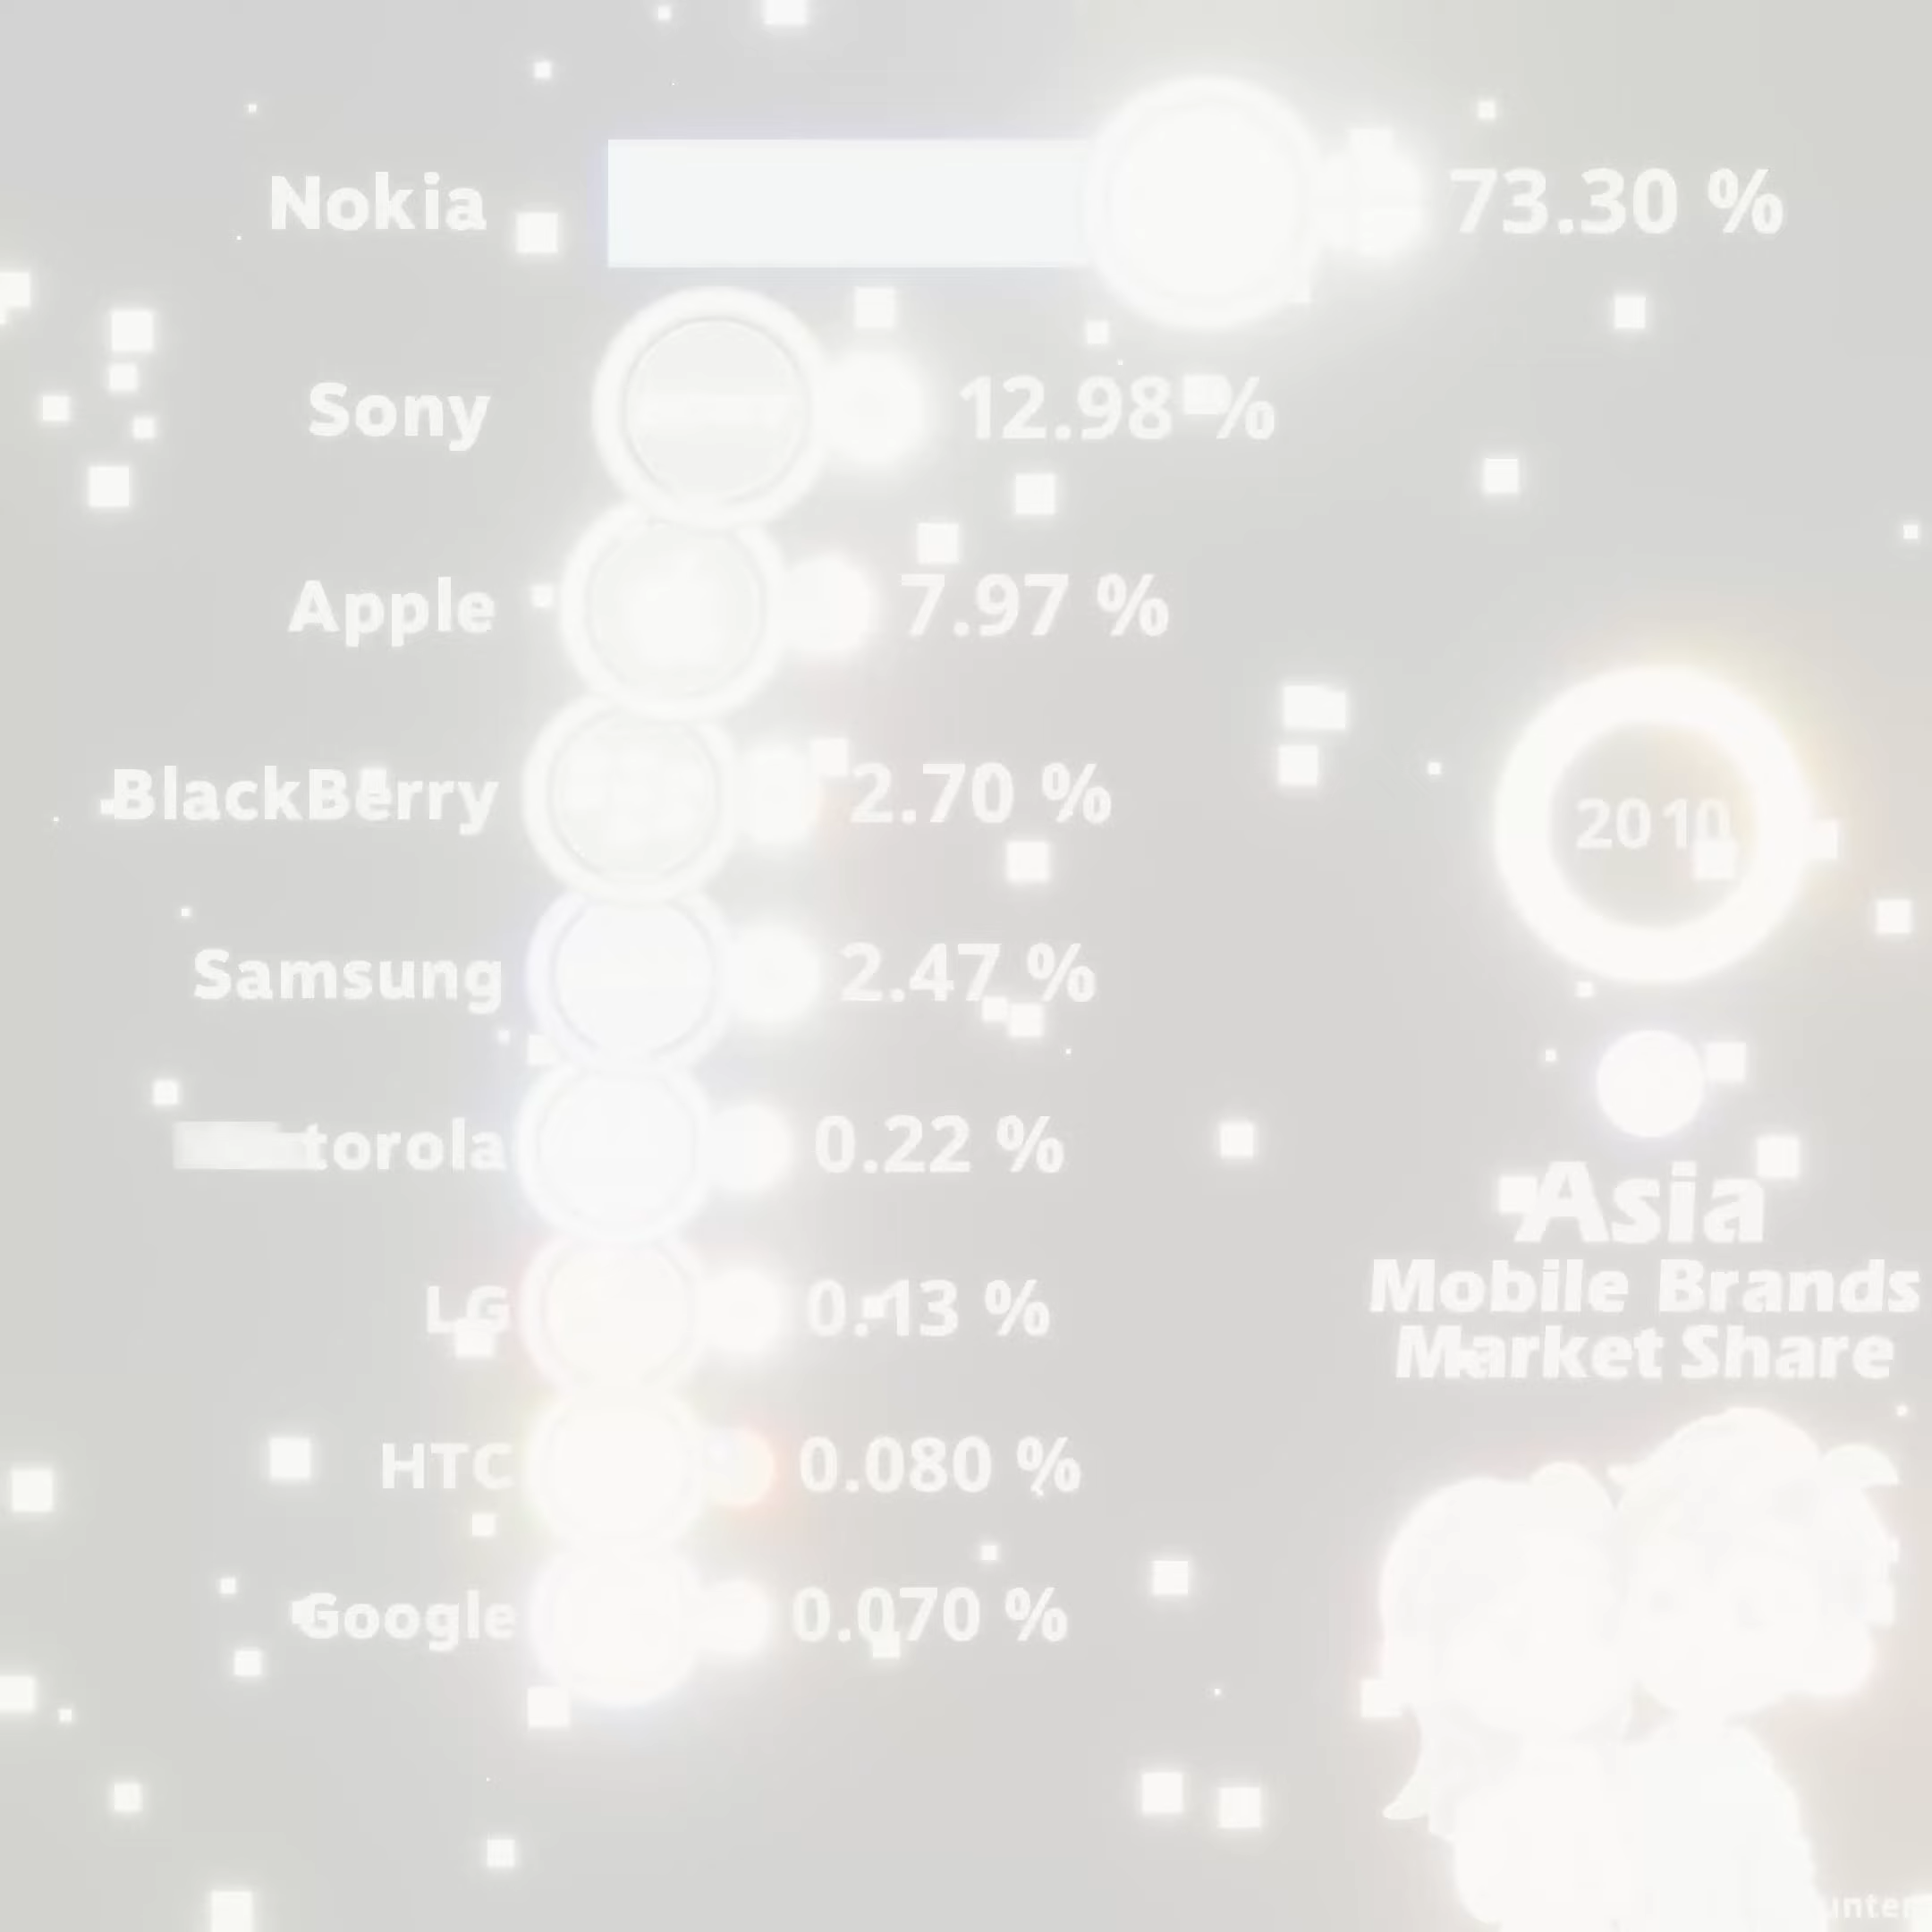 Nokia 73.30 %
Sony 12.98 %
Apple 7.97 %
BlackBerry 2.70 %
Samsung 2.47 %
torola 0.22 %
LG 0.13 %
HTC 0.080 %
Google 0.070 %
2010
Asia
Mobile Brands
Market Share